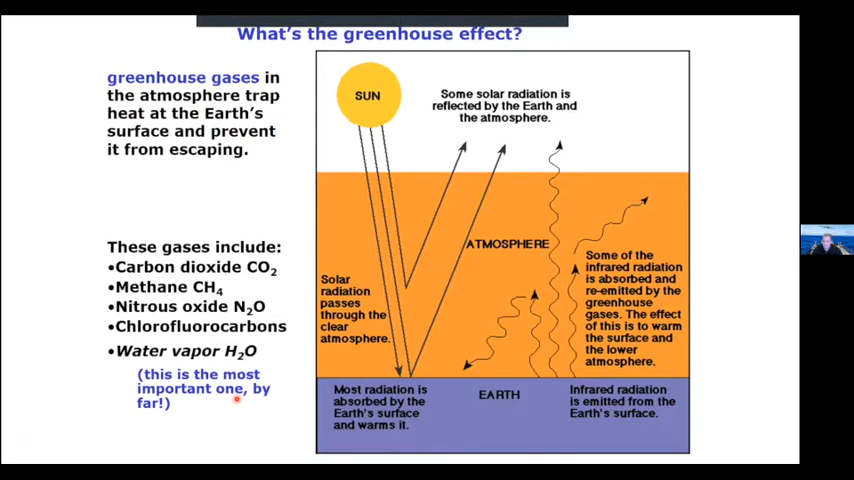 What's the greenhouse effect?
greenhouse gases in
the atmosphere trap
heat at the Earth's
surface and prevent
it from escaping.
These gases include:
•Carbon dioxide CO₂
•Methane CH₄
•Nitrous oxide N₂O
•Chlorofluorocarbons
•Water vapor H₂O
(this is the most
important one, by
far!)
SUN
Some solar radiation is
reflected by the Earth and
the atmosphere.
ATMOSPHERE
Solar
radiation
passes
through the
clear
atmosphere.
Some of the
infrared radiation
is absorbed and
re-emitted by the
greenhouse
gases. The effect
of this is to warm
the surface and
the lower
atmosphere.
Most radiation is
absorbed by the
Earth's surface
and warms it.
EARTH
Infrared radiation
is emitted from the
Earth's surface.